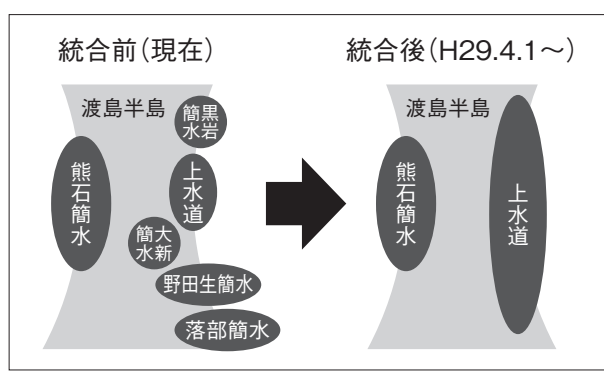 統合前（現在）
渡島半島
黒岩
簡水
熊石簡水
上水道
大新
簡水
野田生簡水
落部簡水
統合後（H29.4.1～）
渡島半島
熊石簡水
上水道